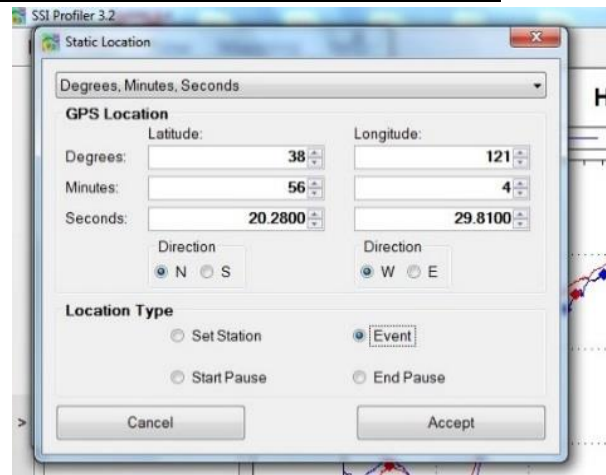 SSI Profiler 3.2
Static Location
Degrees, Minutes, Seconds
GPS Location
Latitude: Longitude:
Degrees: 38 121
Minutes: 56 4
Seconds: 20.2800 29.8100
Direction Direction
N S W E
Location Type
Set Station Event
Start Pause End Pause
> Cancel Accept
H